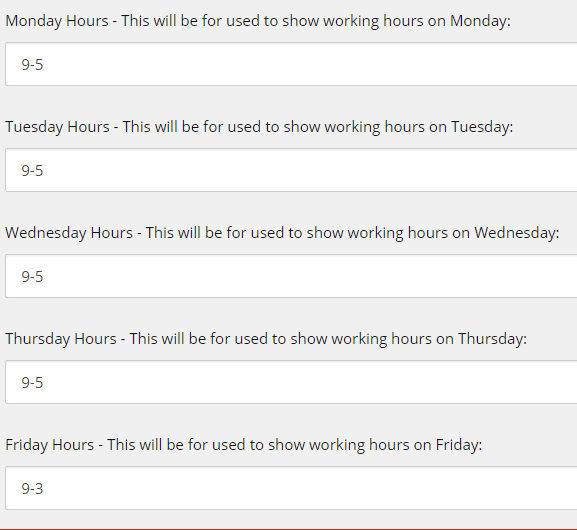 Monday Hours - This will be for used to show working hours on Monday:
9-5
Tuesday Hours - This will be for used to show working hours on Tuesday:
9-5
Wednesday Hours - This will be for used to show working hours on Wednesday:
9-5
Thursday Hours - This will be for used to show working hours on Thursday:
9-5
Friday Hours - This will be for used to show working hours on Friday:
9-3